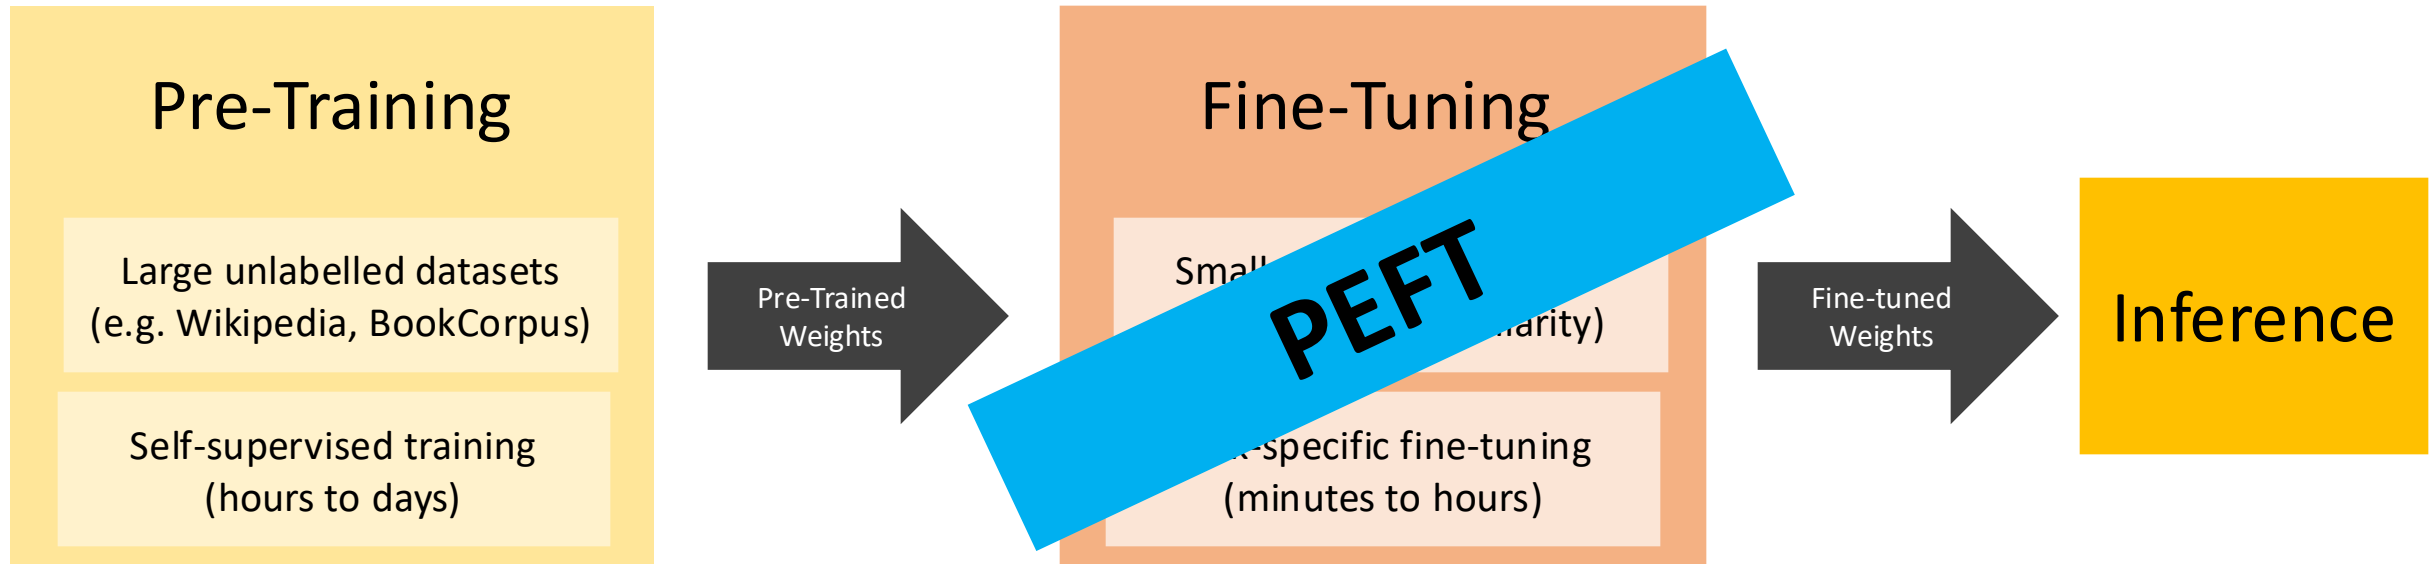 Pre-Training
Large unlabelled datasets
(e.g. Wikipedia, BookCorpus)
Self-supervised training
(hours to days)
Pre-Trained
Weights
Fine-Tuning
PEFT
-specific fine-tuning
(minutes to hours)
Fine-tuned
Weights
Inference